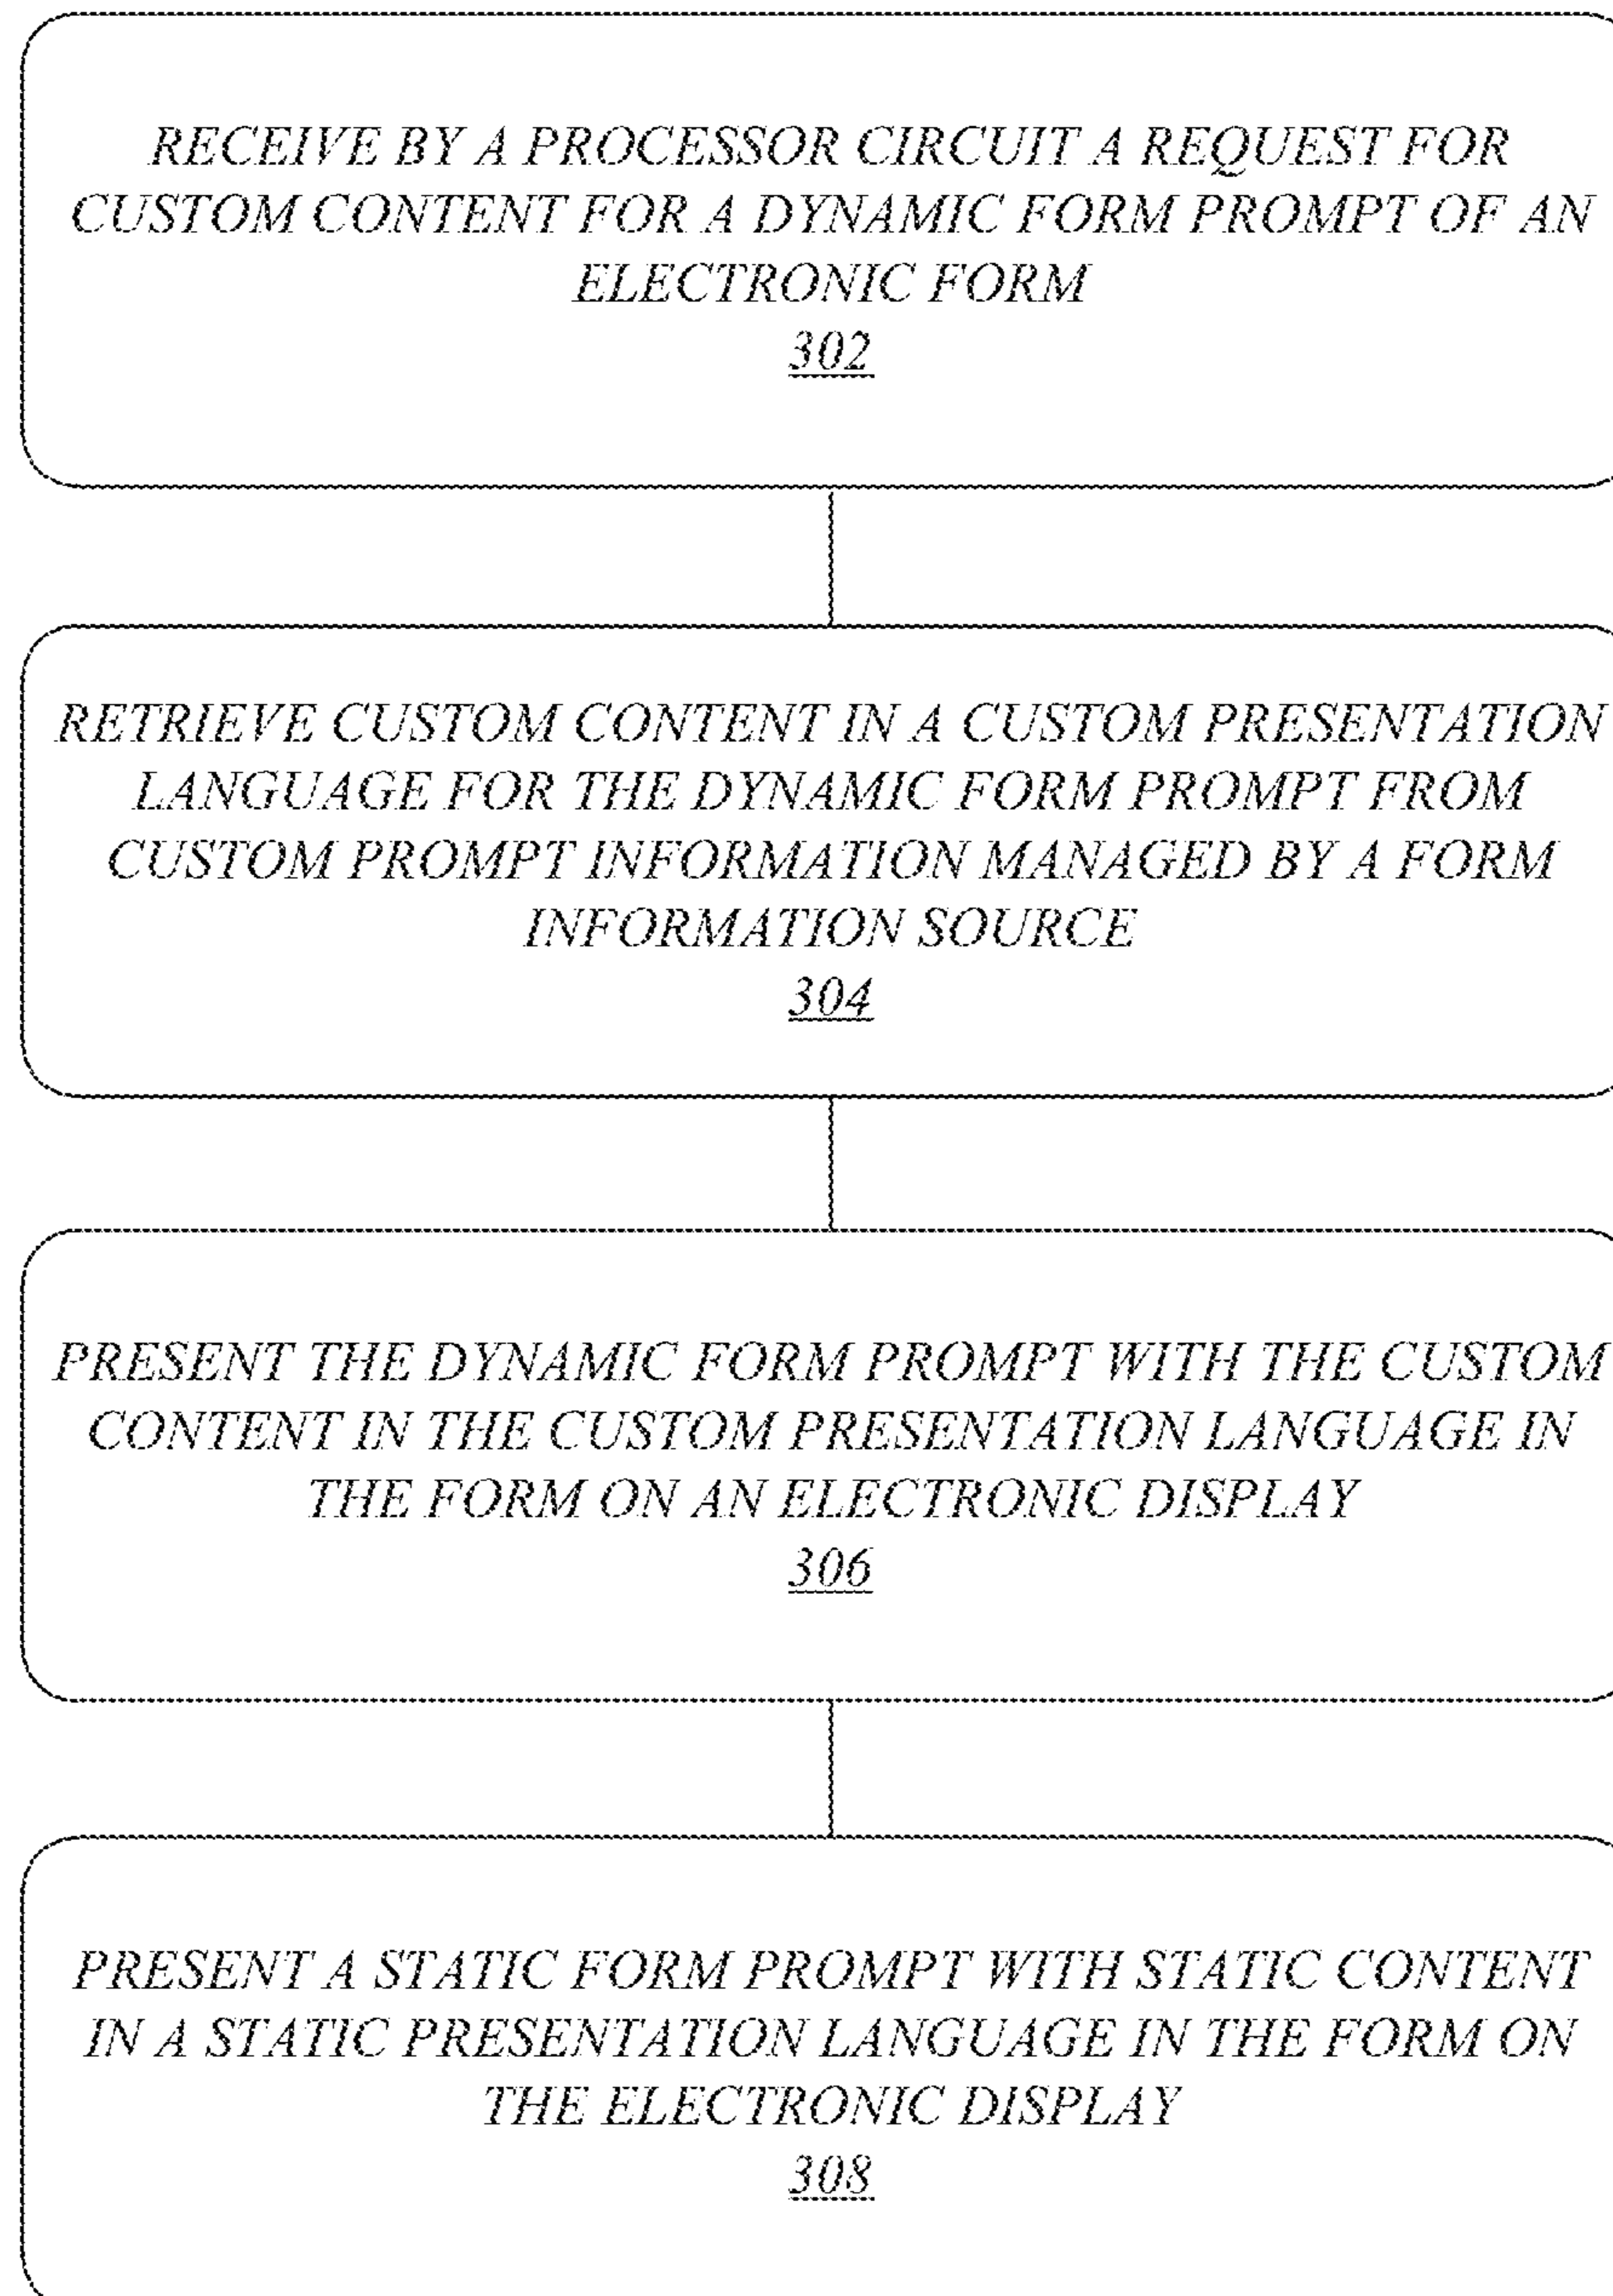 RECEIVE BY A PROCESSOR CIRCUIT A REQUEST FOR
CUSTOM CONTENT FOR A DYNAMIC FORM PROMPT OF AN
ELECTRONIC FORM
302
RETRIEVE CUSTOM CONTENT IN A CUSTOM PRESENTATION
LANGUAGE FOR THE DYNAMIC FORM PROMPT FROM
CUSTOM PROMPT INFORMATION MANAGED BY A FORM
INFORMATION SOURCE
304
PRESENT THE DYNAMIC FORM PROMPT WITH THE CUSTOM
CONTENT IN THE CUSTOM PRESENTATION LANGUAGE IN
THE FORM ON AN ELECTRONIC DISPLAY
306
PRESENT A STATIC FORM PROMPT WITH STATIC CONTENT
IN A STATIC PRESENTATION LANGUAGE IN THE FORM ON
THE ELECTRONIC DISPLAY
308